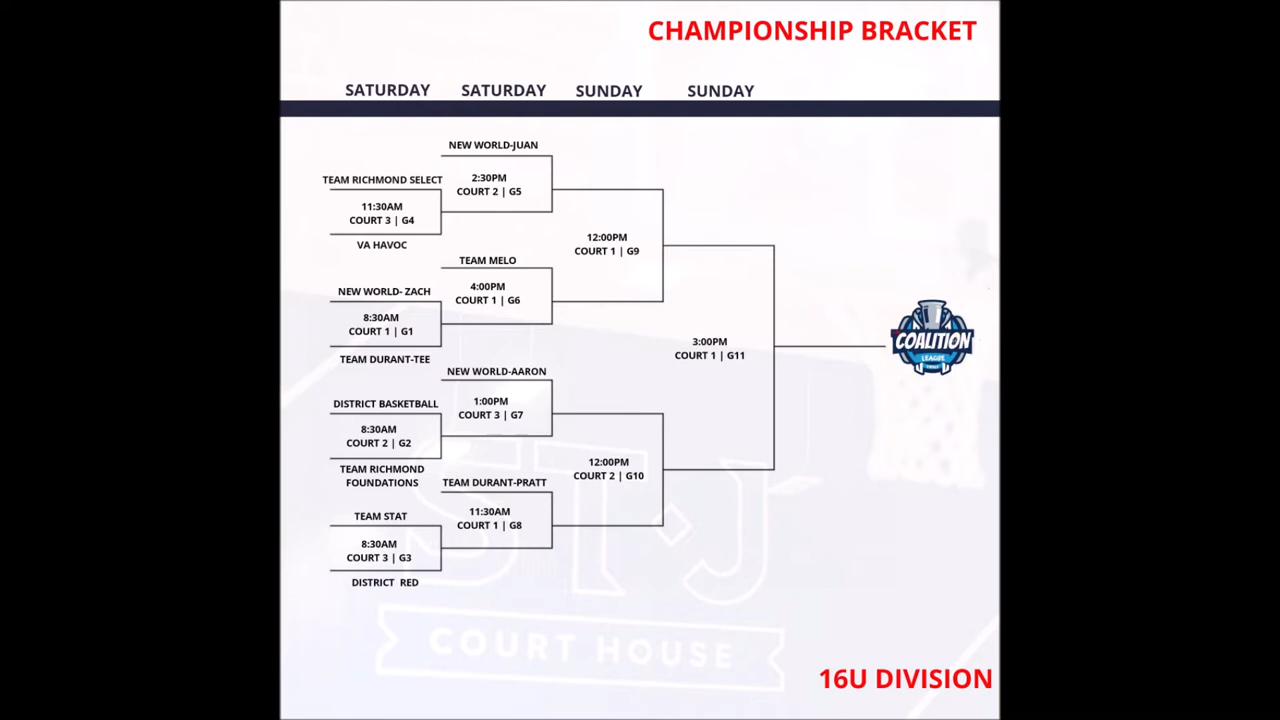 CHAMPIONSHIP BRACKET
SATURDAY SATURDAY SUNDAY SUNDAY
NEW WORLD-JUAN
2:30PM
COURT 2 | G5
TEAM RICHMOND SELECT
11:30AM
COURT 3 | G4
VA HAVOC
12:00PM
COURT 1 | G9
TEAM MELO
4:00PM
COURT 1 | G6
NEW WORLD- ZACH
8:30AM
COURT 1 | G1
TEAM DURANT-TEE
3:00PM
COURT 1 | G11
COALITION
LEAGUE
NEW WORLD-AARON
1:00PM
COURT 3 | G7
DISTRICT BASKETBALL
8:30AM
COURT 2 | G2
TEAM RICHMOND
FOUNDATIONS
12:00PM
COURT 2 | G10
TEAM DURANT-PRATT
11:30AM
COURT 1 | G8
TEAM STAT
8:30AM
COURT 3 | G3
DISTRICT  RED
ST·J
COURT HOUSE
16U DIVISION